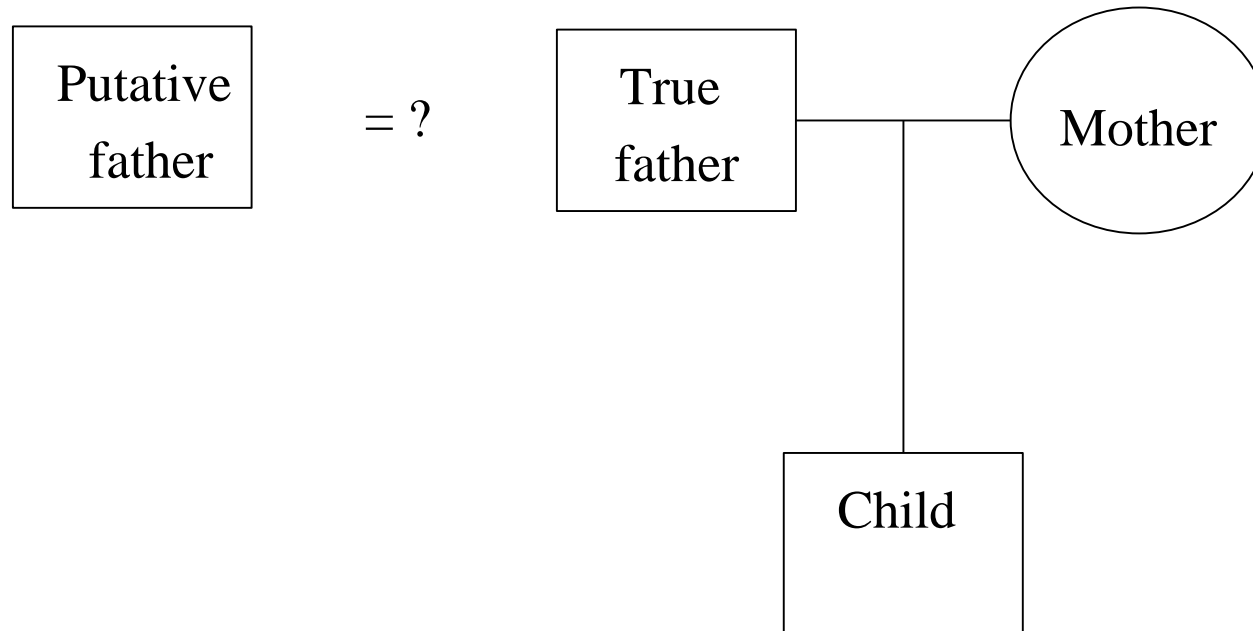 Putative
father
= ?
True
father
Mother
Child